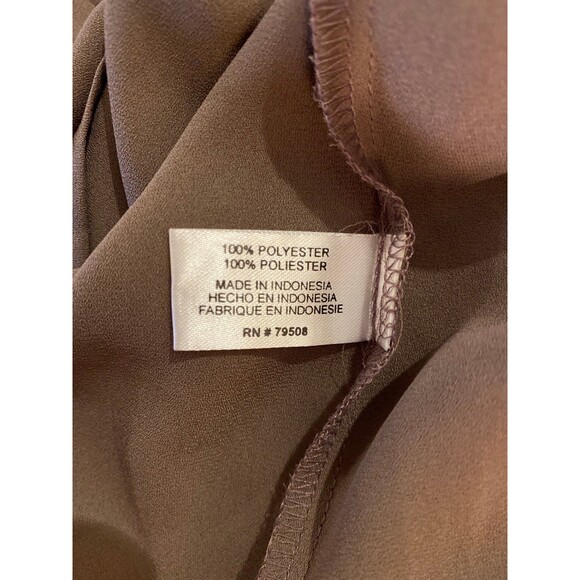 100% POLYESTER
100% POLIESTER
MADE IN INDONESIA
HECHO EN INDONESIA
FABRIQUE EN INDONESIE
RN # 79508